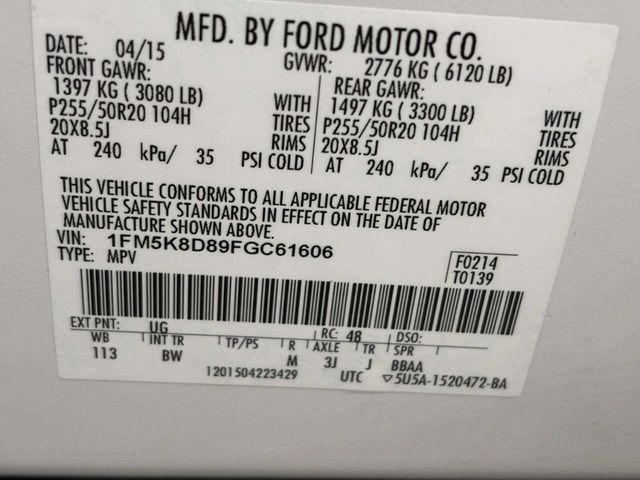 MFD. BY FORD MOTOR CO.
DATE: 04/15 GVWR: 2776 KG ( 6120 LB)
FRONT GAWR: REAR GAWR:
1397 KG ( 3080 LB) WITH 1497 KG ( 3300 LB) WITH
P255/50R20 104H TIRES P255/50R20 104H TIRES
20X8.5J RIMS 20X8.5J RIMS
AT 240 kPa/ 35 PSI COLD AT 240 kPa/ 35 PSI COLD
THIS VEHICLE CONFORMS TO ALL APPLICABLE FEDERAL MOTOR
VEHICLE SAFETY STANDARDS IN EFFECT ON THE DATE OF
MANUFACTURE SHOWN ABOVE.
VIN: 1FM5K8D89FGC61606 F0214
TYPE: MPV T0139
EXT PNT: UG RC: 48 DSO:
WB INT TR TP/PS R AXLE TR SPR
113 BW M 3J J BBAA
1201504223429 UTC ▽5U5A-1520472-BA